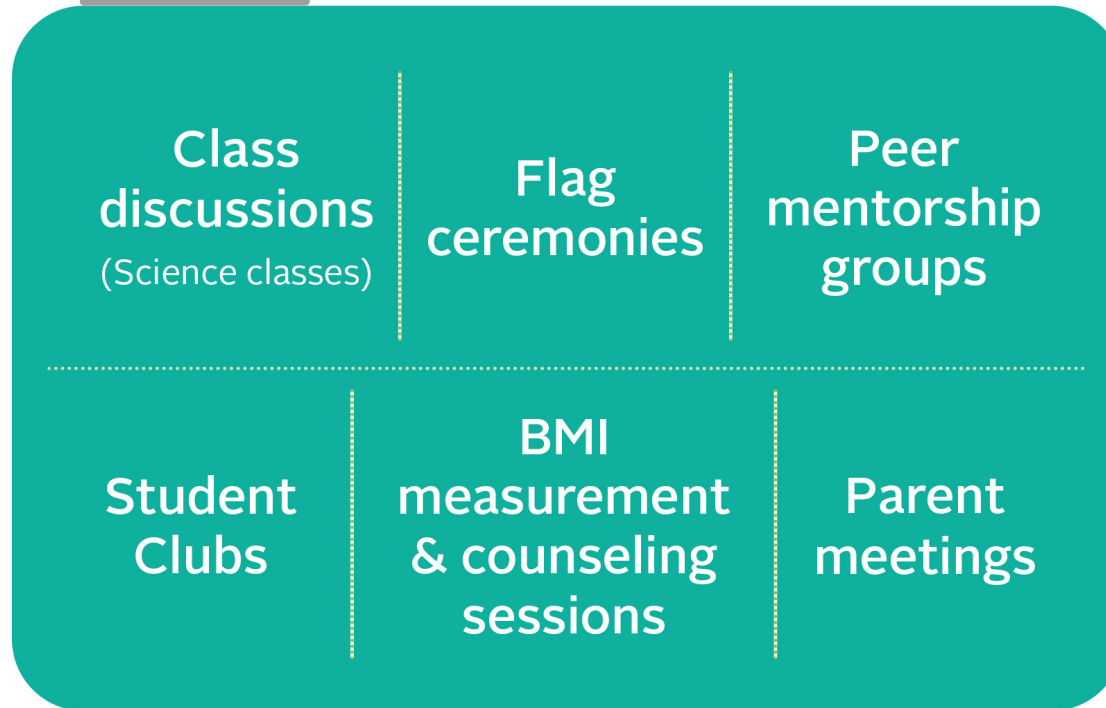 Class
discussions
(Science classes)
Flag
ceremonies
Peer
mentorship
groups
Student
Clubs
BMI
measurement
& counseling
sessions
Parent
meetings